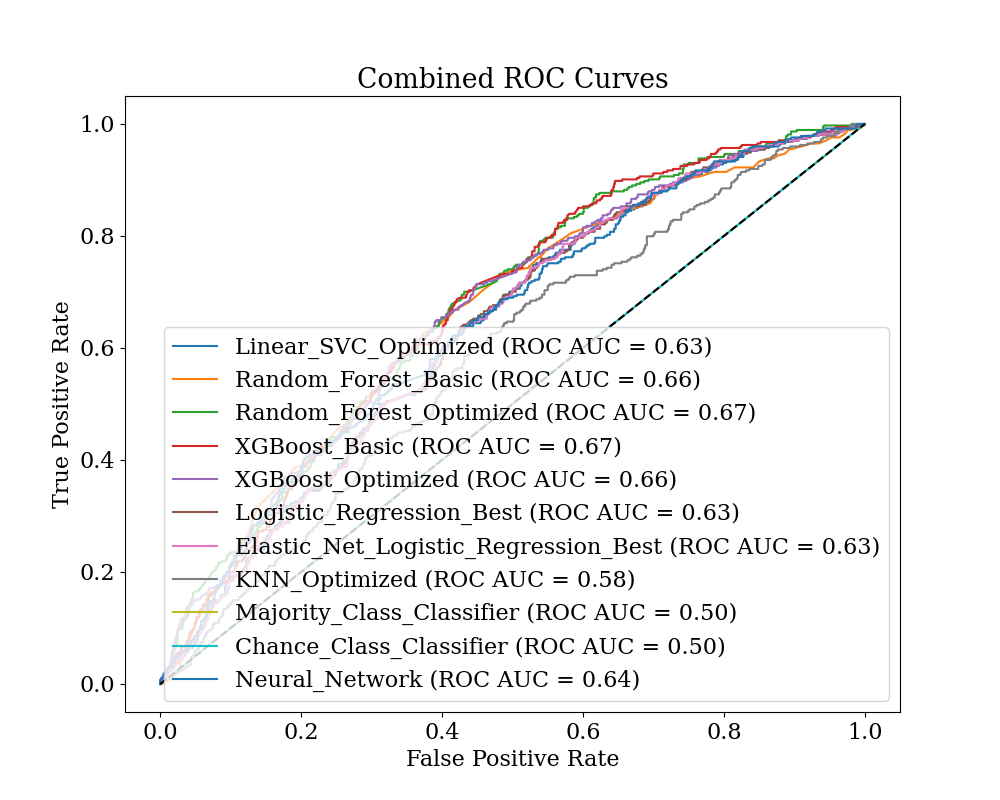 Combined ROC Curves
True Positive Rate
1.0
0.8
0.6
0.4
0.2
0.0
Linear_SVC_Optimized (ROC AUC = 0.63)
Random_Forest_Basic (ROC AUC = 0.66)
Random_Forest_Optimized (ROC AUC = 0.67)
XGBoost_Basic (ROC AUC = 0.67)
XGBoost_Optimized (ROC AUC = 0.66)
Logistic_Regression_Best (ROC AUC = 0.63)
Elastic_Net_Logistic_Regression_Best (ROC AUC = 0.63)
KNN_Optimized (ROC AUC = 0.58)
Majority_Class_Classifier (ROC AUC = 0.50)
Chance_Class_Classifier (ROC AUC = 0.50)
Neural_Network (ROC AUC = 0.64)
0.0 0.2 0.4 0.6 0.8 1.0
False Positive Rate